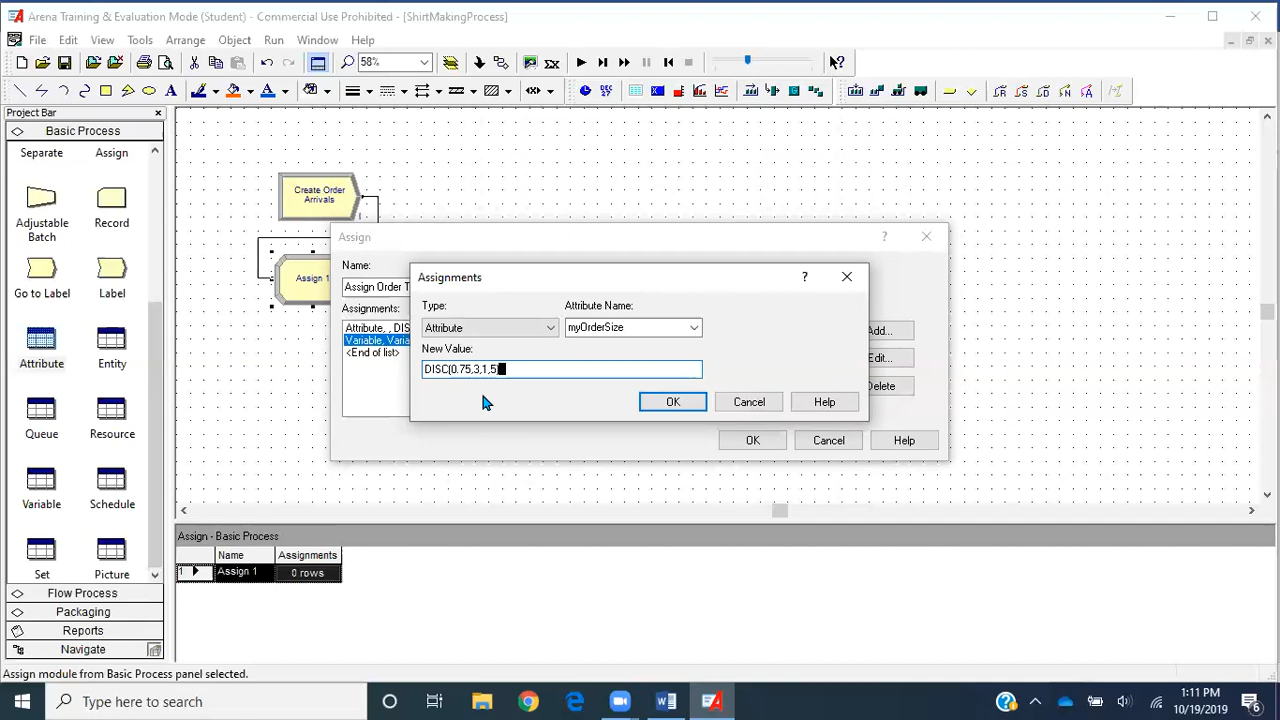 Arena Training & Evaluation Mode (Student) - Commercial Use Prohibited - [ShirtMakingProcess]
File Edit View Tools Arrange Object Run Window Help
58%
Project Bar
Basic Process
Separate Assign
Adjustable Batch
Record
Go to Label
Label
Attribute
Entity
Queue
Resource
Variable
Schedule
Set
Picture
Flow Process
Packaging
Reports
Navigate
Create Order
Arrivals
Assign 1
Assign
Name:
Assign Order T
Assignments:
Attribute, , DIS
Variable, Varia
<End of list>
Add...
Edit...
Delete
OK Cancel Help
Assignments
Type: Attribute Name:
Attribute myOrderSize
New Value:
DISC(0.75,3,1,5)
OK Cancel Help
Assign - Basic Process
Name Assignments
1 Assign 1 0 rows
Assign module from Basic Process panel selected.
Type here to search
1:11 PM
10/19/2019
6